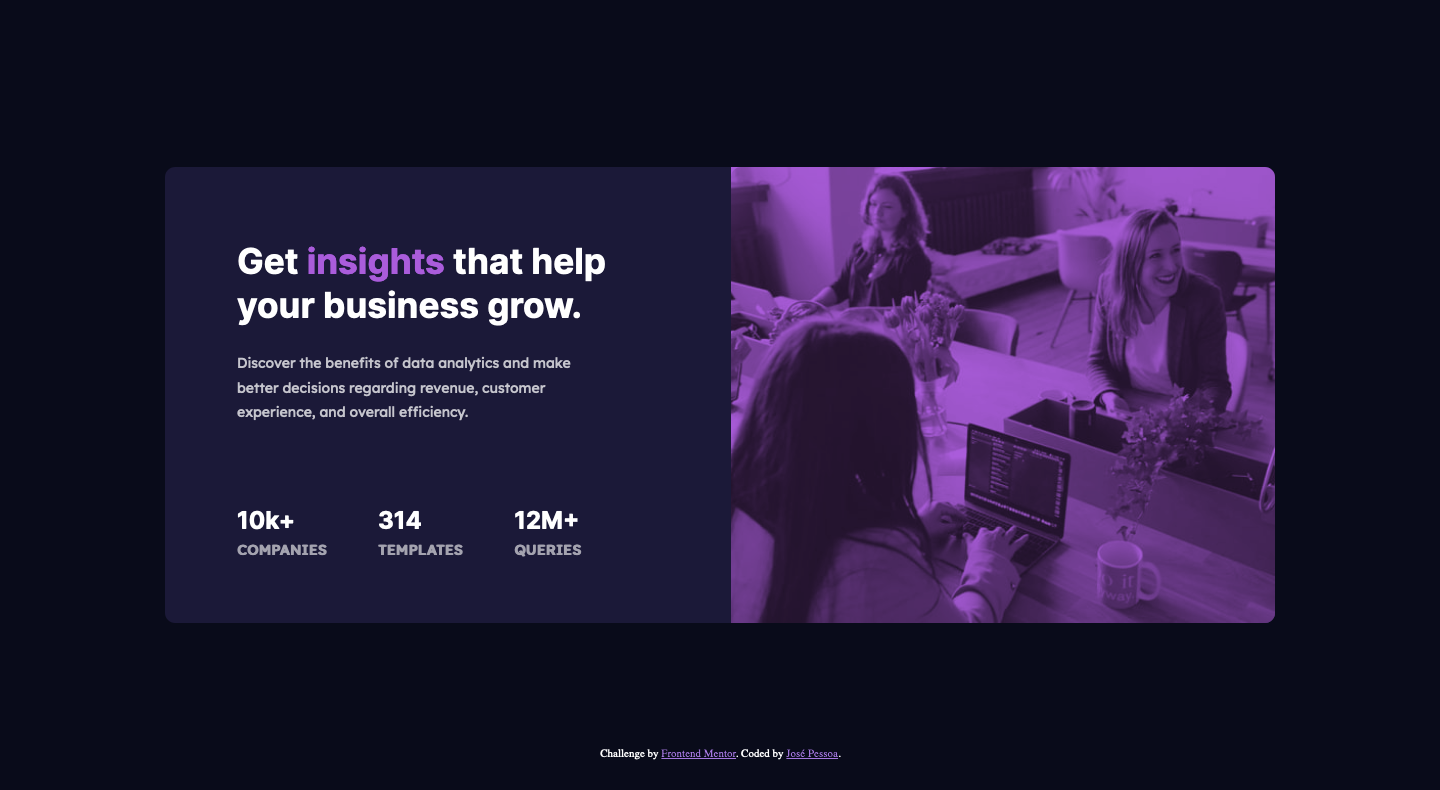 Get insights that help
your business grow.
Discover the benefits of data analytics and make
better decisions regarding revenue, customer
experience, and overall efficiency.
10k+ 314 12M+
COMPANIES TEMPLATES QUERIES
Challenge by Frontend Mentor. Coded by José Pessoa.